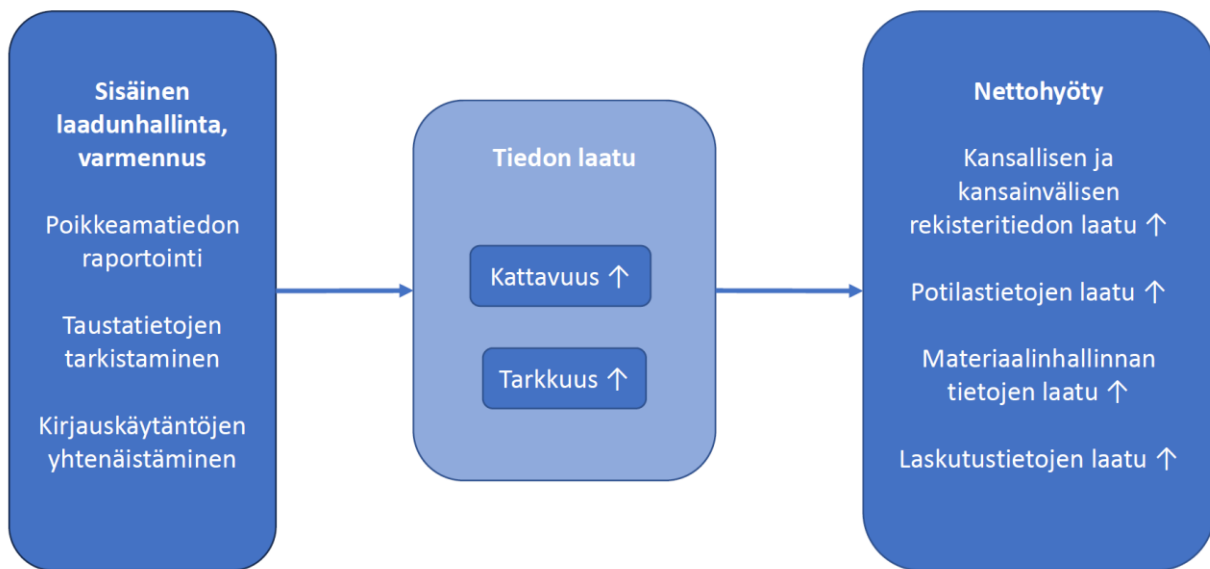 Sisäinen
laadunhallinta,
varmennus
Poikkeamatiedon
raportointi
Taustatietojen
tarkistaminen
Kirjauskäytäntöjen
yhtenäistäminen
Tiedon laatu
Kattavuus ↑
Tarkkuus ↑
Nettohyöty
Kansallisen ja
kansainvälisen
rekisteritiedon laatu ↑
Potilastietojen laatu ↑
Materiaalinhallinnan
tietojen laatu ↑
Laskutustietojen laatu ↑